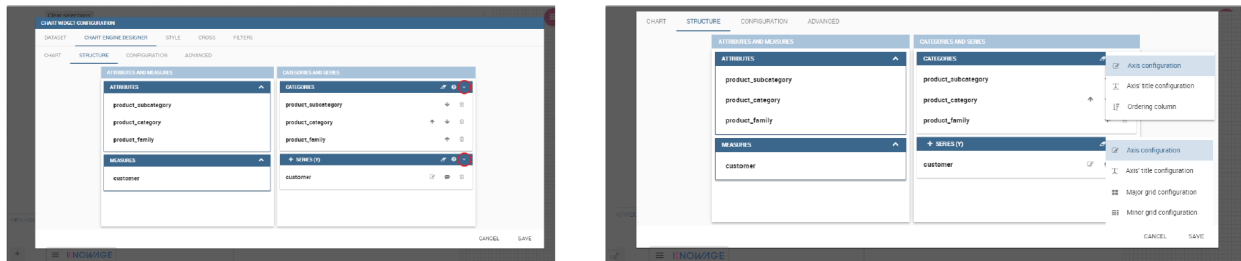 CHART WIDGET CONFIGURATION
DATASET CHART ENGINE DESIGNER STYLE CROSS FILTERS
CHART STRUCTURE CONFIGURATION ADVANCED
ATTRIBUTES AND MEASURES
ATTRIBUTES
product_subcategory
product_category
product_family
MEASURES
customer
CATEGORIES AND SERIES
CATEGORIES
product_subcategory
product_category
product_family
+ SERIES (Y)
customer
CANCEL SAVE
KNOWAGE
CHART STRUCTURE CONFIGURATION ADVANCED
ATTRIBUTES AND MEASURES
ATTRIBUTES
product_subcategory
product_category
product_family
MEASURES
customer
CATEGORIES AND SERIES
CATEGORIES
product_subcategory
product_category
product_family
+ SERIES (Y)
customer
Axis configuration
Axis' title configuration
Ordering column
Axis configuration
Axis' title configuration
Major grid configuration
Minor grid configuration
CANCEL SAVE
KNOWAGE